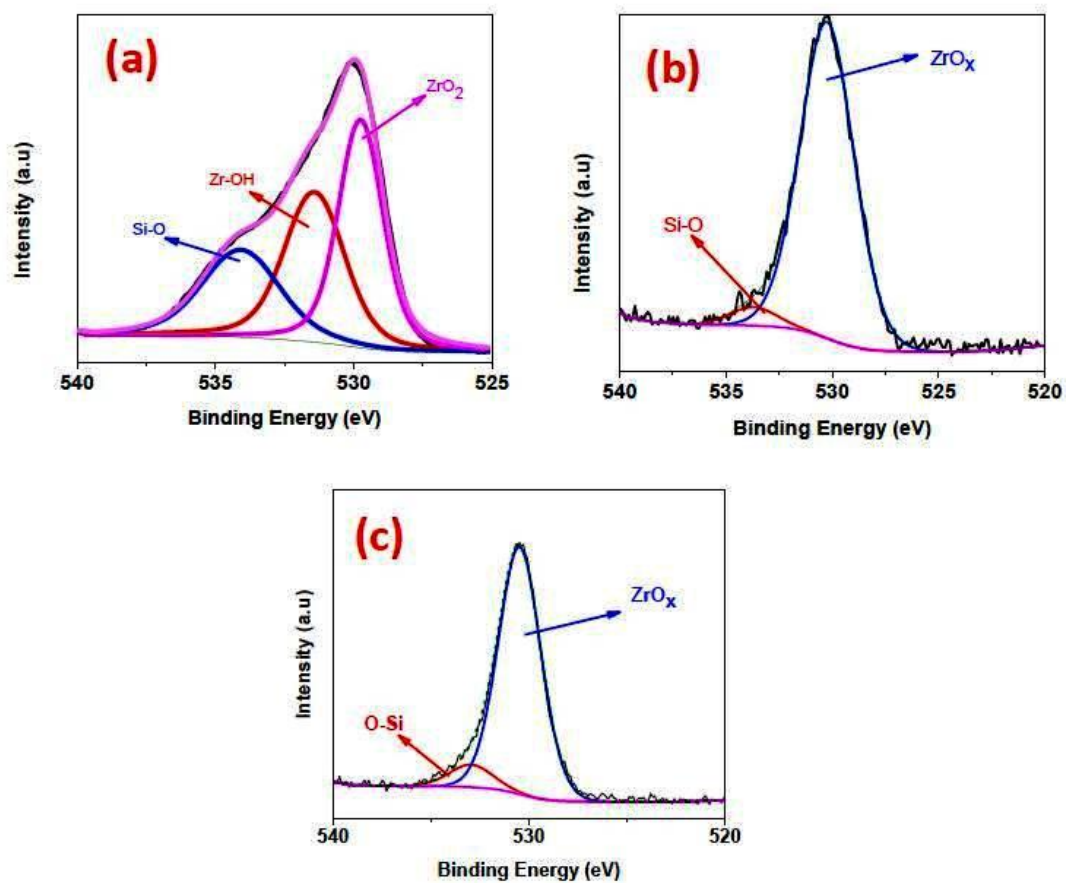 (a)
ZrO2
Zr-OH
Si-O
Intensity (a.u)
540 535 530 525
Binding Energy (eV)
(b)
ZrOx
Si-O
Intensity (a.u)
540 535 530 525 520
Binding Energy (eV)
(c)
ZrOx
O-Si
Intensity (a.u)
540 530 520
Binding Energy (eV)